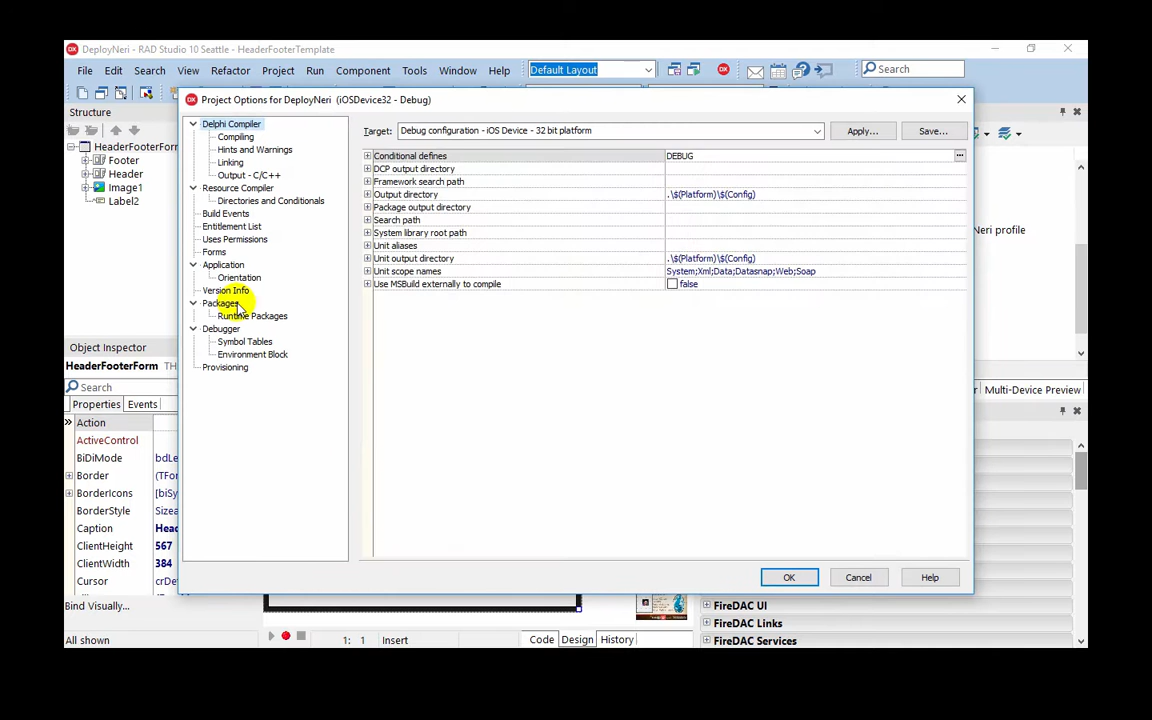 DeployNeri - RAD Studio 10 Seattle - HeaderFooterTemplate
File Edit Search View Refactor Project Run Component Tools Window Help
Default Layout
Search
Structure
HeaderFooterForm
Footer
Header
Image1
Label2
Object Inspector
HeaderFooterForm TH
Search
Properties Events
Action
ActiveControl
BiDiMode bdLe
Border (TFor
BorderIcons [biSy
BorderStyle Sizea
Caption Head
ClientHeight 567
ClientWidth 384
Cursor crDe
Bind Visually...
All shown
Project Options for DeployNeri (iOSDevice32 - Debug)
Delphi Compiler
Compiling
Hints and Warnings
Linking
Output - C/C++
Resource Compiler
Directories and Conditionals
Build Events
Entitlement List
Uses Permissions
Forms
Application
Orientation
Version Info
Packages
Runtime Packages
Debugger
Symbol Tables
Environment Block
Provisioning
Target: Debug configuration - iOS Device - 32 bit platform Apply... Save...
Conditional defines DEBUG ...
DCP output directory
Framework search path
Output directory .\$(Platform)\$(Config)
Package output directory
Search path
System library root path
Unit aliases
Unit output directory .\$(Platform)\$(Config)
Unit scope names System;Xml;Data;Datasnap;Web;Soap
Use MSBuild externally to compile false
OK Cancel Help
Neri profile
Multi-Device Preview
1: 1 Insert Code Design History
FireDAC UI
FireDAC Links
FireDAC Services